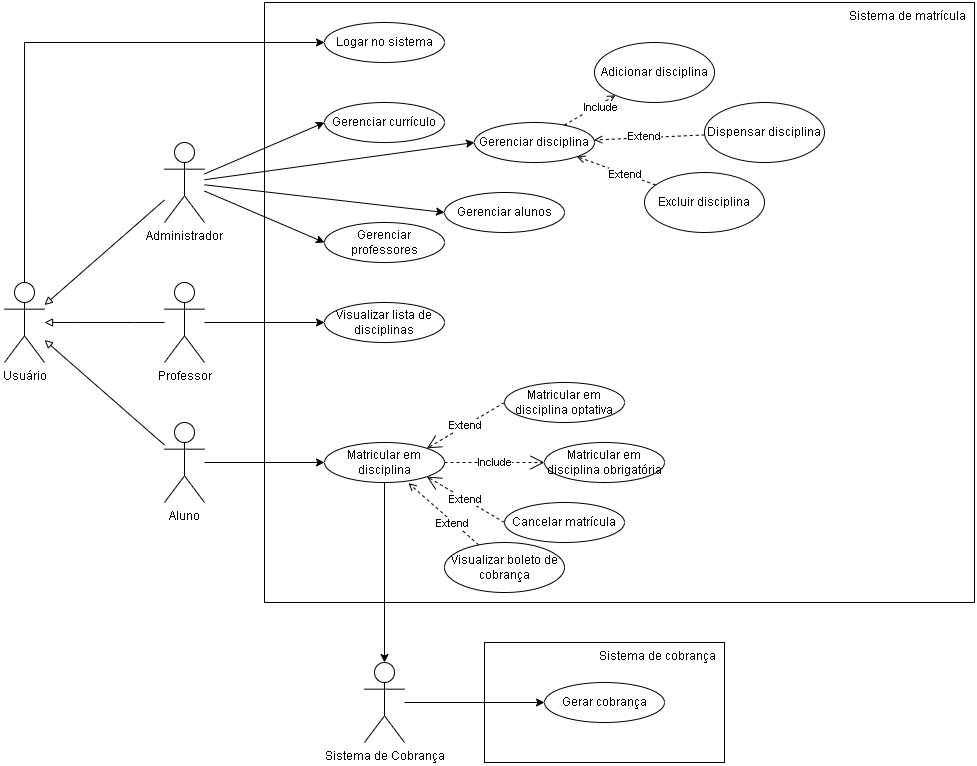 Sistema de matrícula
Logar no sistema
Adicionar disciplina
Include
Gerenciar currículo
Gerenciar disciplina
Extend
Dispensar disciplina
Extend
Excluir disciplina
Gerenciar alunos
Administrador
Gerenciar
professores
Visualizar lista de
disciplinas
Usuário
Professor
Matricular em
disciplina optativa
Extend
Matricular em
disciplina
Include
Matricular em
disciplina obrigatória
Extend
Aluno
Cancelar matrícula
Extend
Visualizar boleto de
cobrança
Sistema de cobrança
Gerar cobrança
Sistema de Cobrança